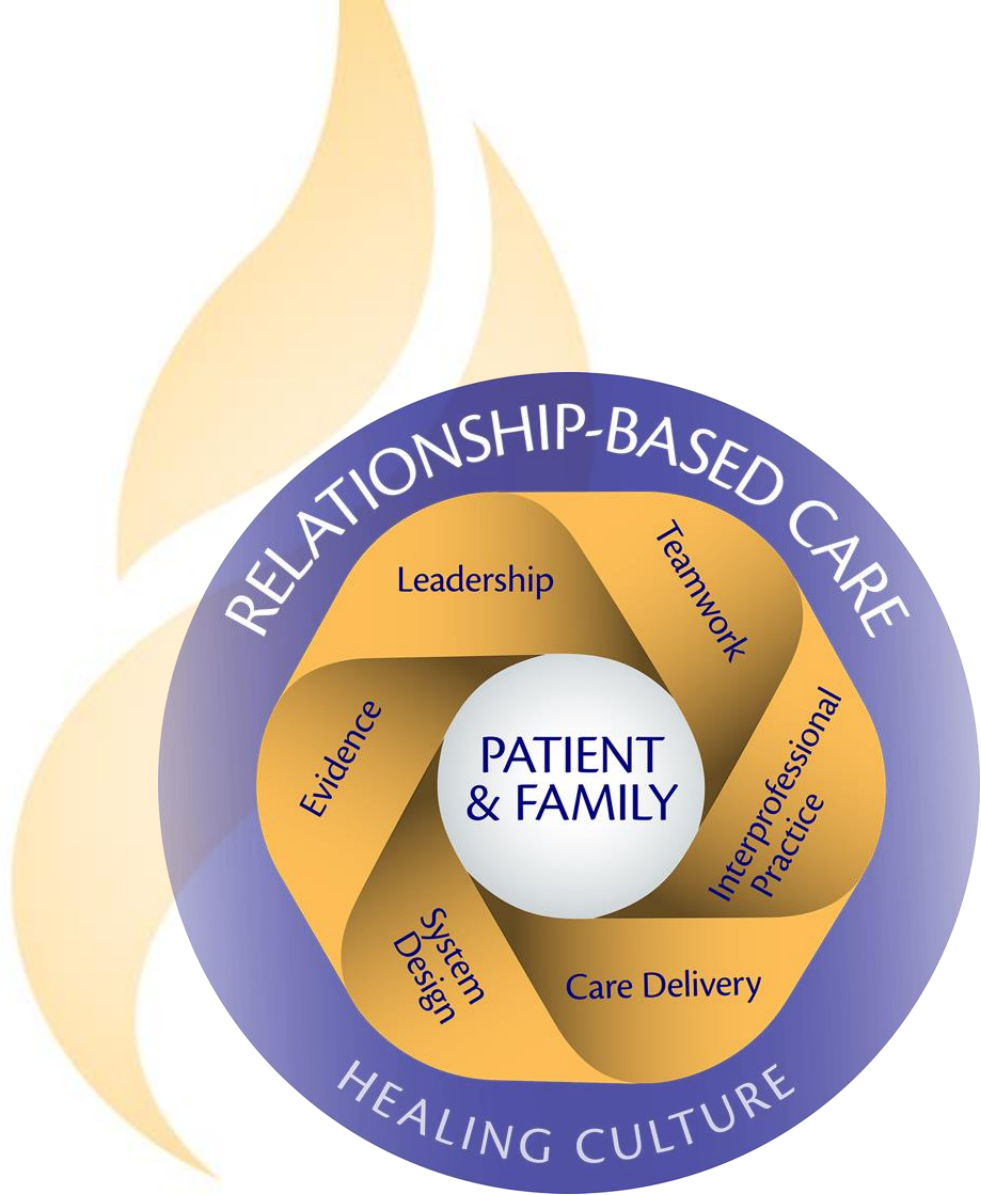 RELATIONSHIP-BASED CARE
Leadership
Teamwork
Interprofessional
Practice
Care Delivery
System
Design
Evidence
PATIENT
& FAMILY
HEALING CULTURE